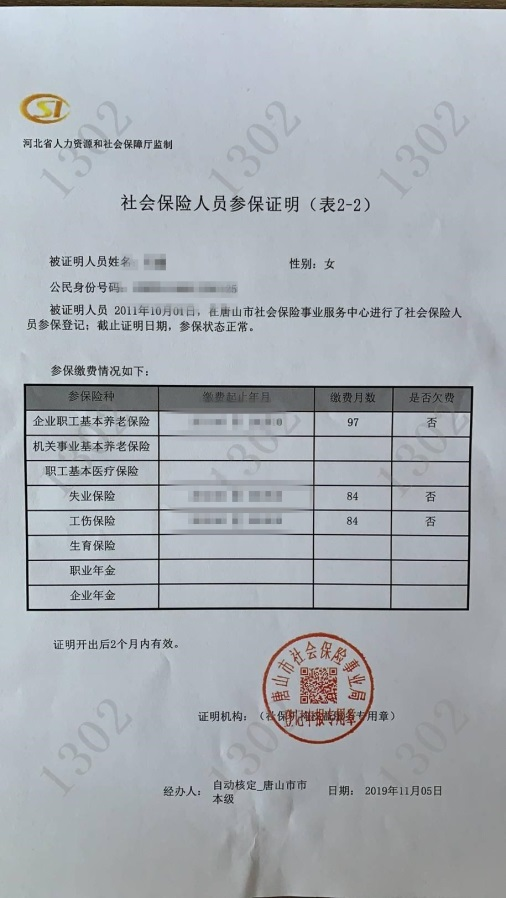 SI
1302
1302
1302
河北省人力资源和社会保障厅监制
社会保险人员参保证明（表2-2）
被证明人员姓名
性别：女
公民身份号码
被证明人员 2011年10月01日，在唐山市社会保险事业服务中心进行了社会保险人
员参保登记；截止证明日期，参保状态正常。
参保缴费情况如下：
参保险种 缴费起止年月 缴费月数 是否欠费
企业职工基本养老保险 97 否
机关事业基本养老保险
职工基本医疗保险
失业保险 84 否
工伤保险 84 否
生育保险
职业年金
企业年金
1302
1302
1302
证明开出后2个月内有效。
唐山市社会保险事业局
证明机构：（社保机构
专用章）
登记申报专用章
1302
1302
1302
经办人：
自动核定_唐山市市
本级
日期：
2019年11月05日